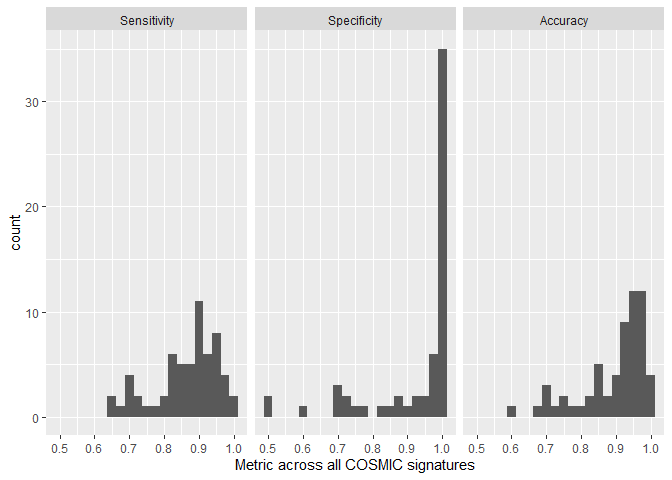 Sensitivity Specificity Accuracy
30
20
10
0
count
0.5 0.6 0.7 0.8 0.9 1.0 0.5 0.6 0.7 0.8 0.9 1.0 0.5 0.6 0.7 0.8 0.9 1.0
Metric across all COSMIC signatures